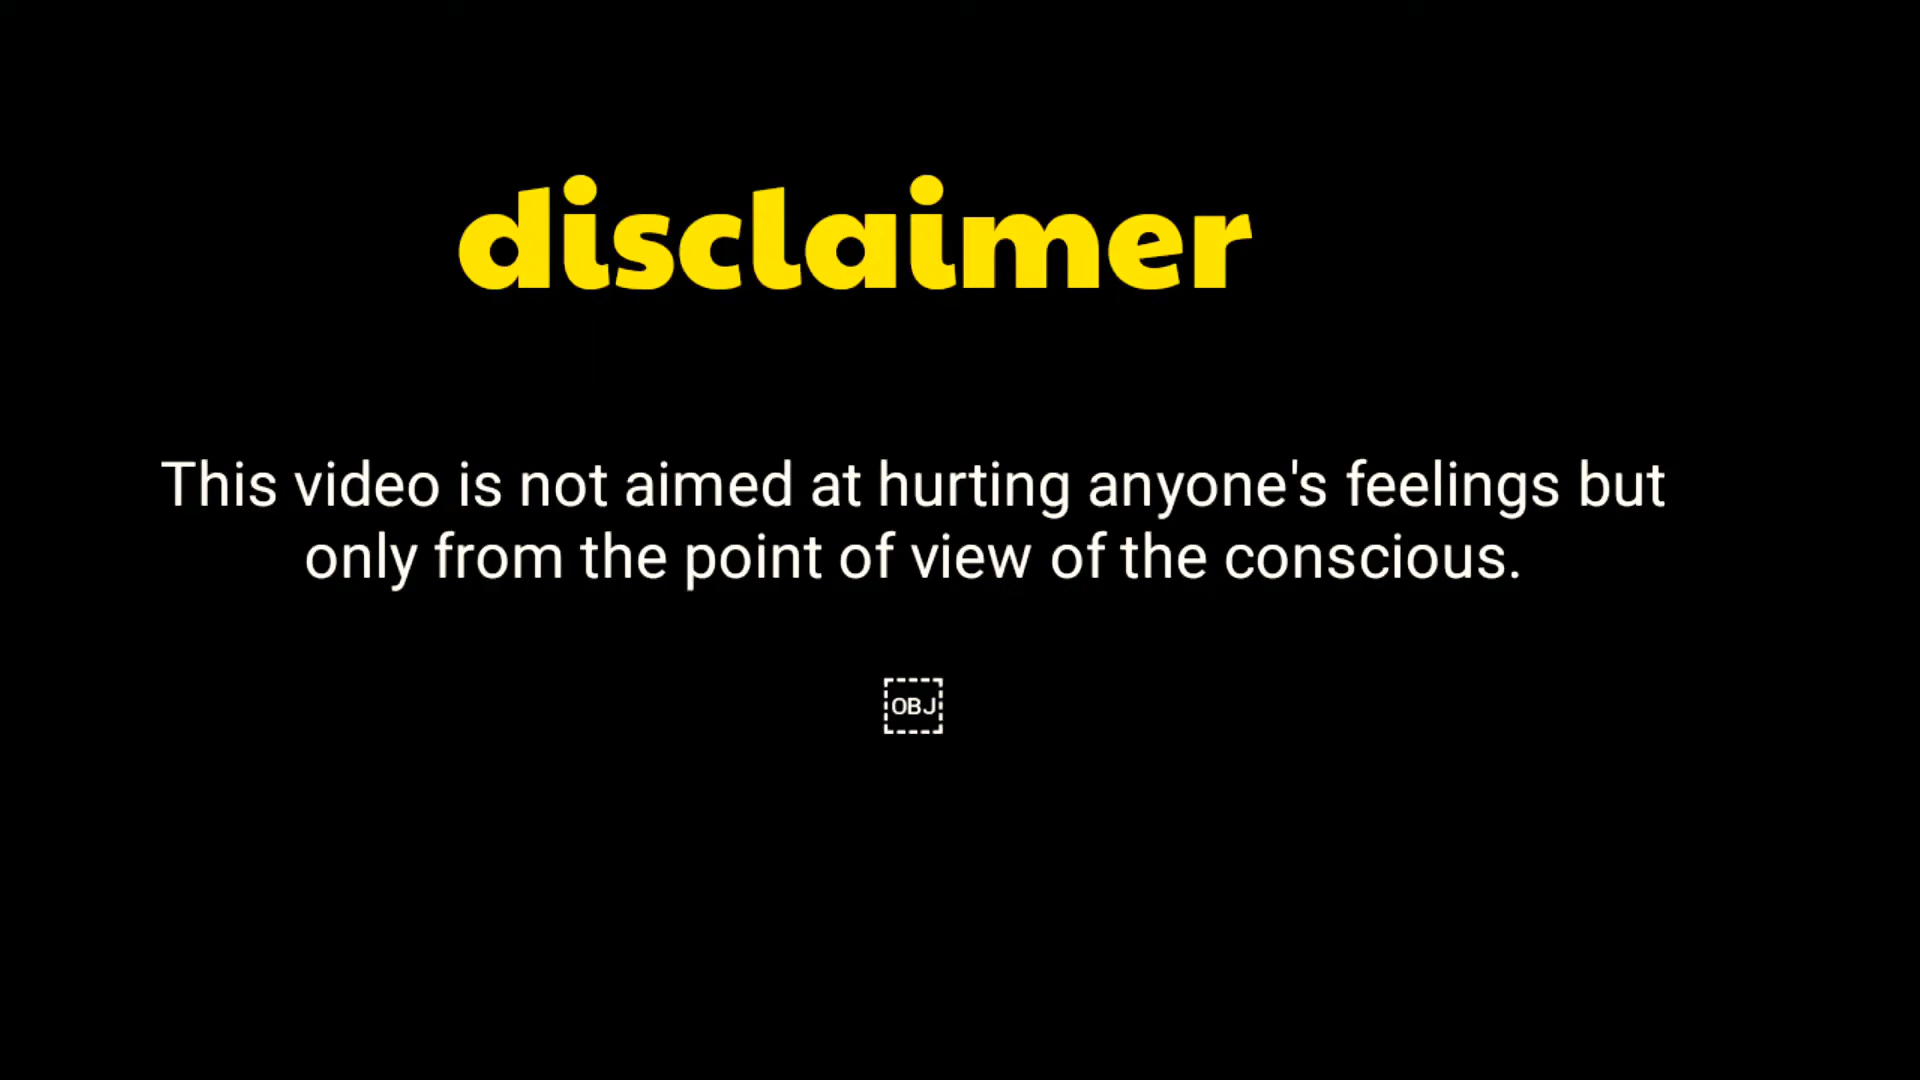 disclaimer
This video is not aimed at hurting anyone's feelings but
only from the point of view of the conscious.
OBJ